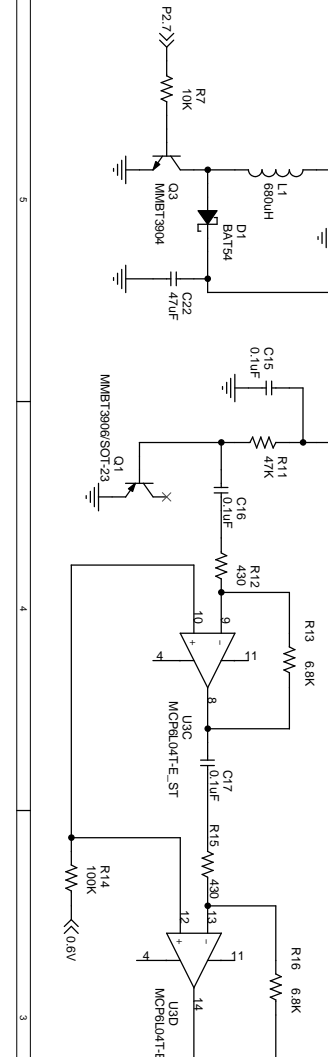 P2.7
R7
10K
Q3
MMBT3904
L1
680uH
D1
BAT54
C22
47uF
5
C15
0.1uF
R11
47K
MMBT3906/SOT-23
Q1
C16
0.1uF
R12
430
R13
6.8K
10
9
+
-
4
11
8
U3C
MCP6L04T-E_ST
4
C17
0.1uF
R15
430
R14
100K
0.6V
R16
6.8K
12
13
+
-
4
11
14
U3D
3